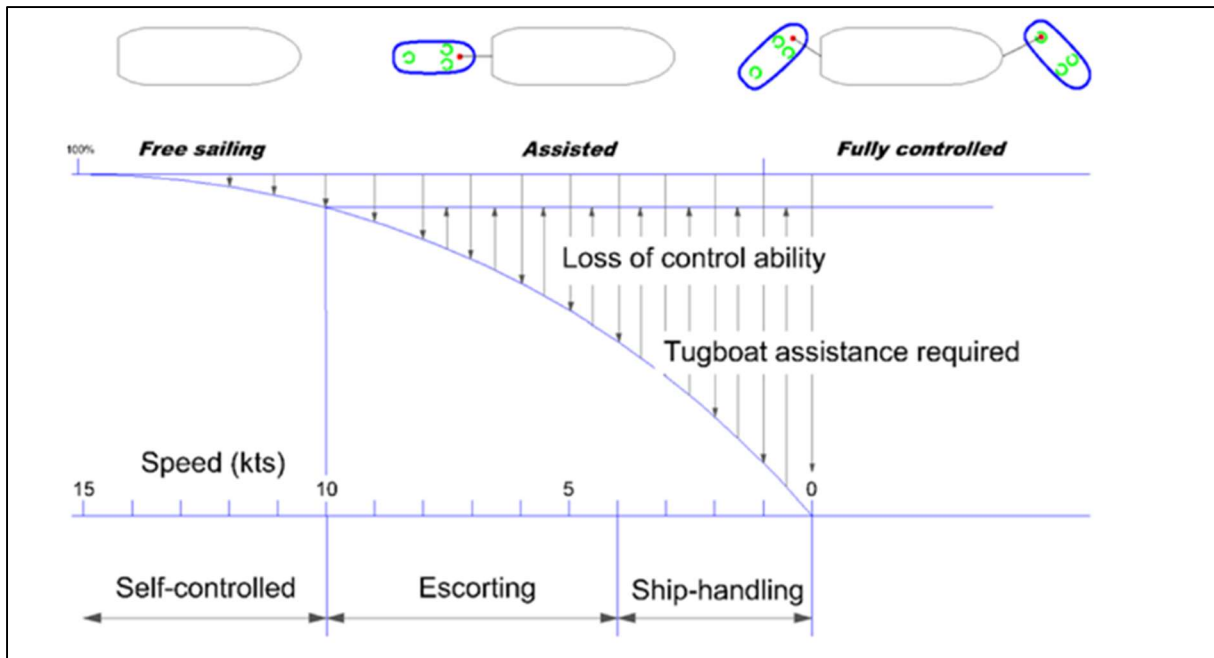 100%
Free sailing
Assisted
Fully controlled
Loss of control ability
Tugboat assistance required
Speed (kts)
15
10
5
0
Self-controlled
Escorting
Ship-handling